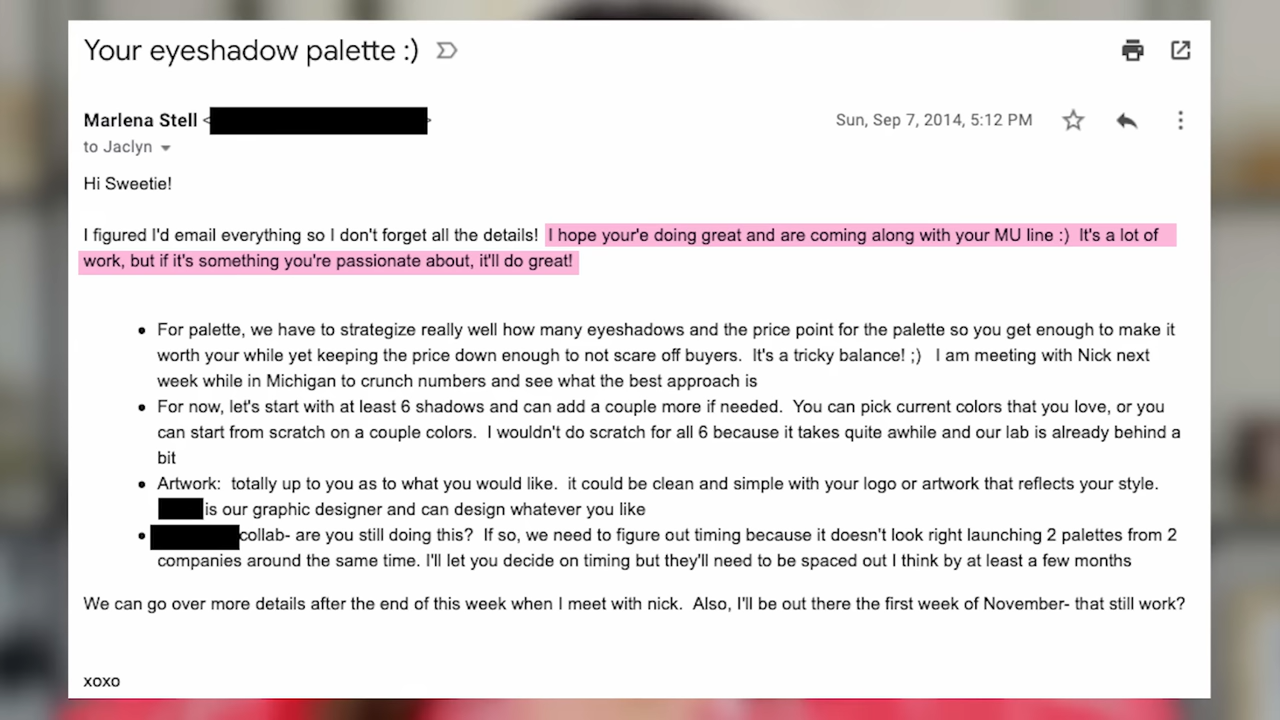 Your eyeshadow palette :)
Marlena Stell <
Sun, Sep 7, 2014, 5:12 PM
to Jaclyn
Hi Sweetie!
I figured I'd email everything so I don't forget all the details! I hope your'e doing great and are coming along with your MU line :) It's a lot of
work, but if it's something you're passionate about, it'll do great!
• For palette, we have to strategize really well how many eyeshadows and the price point for the palette so you get enough to make it
worth your while yet keeping the price down enough to not scare off buyers. It's a tricky balance! ;) I am meeting with Nick next
week while in Michigan to crunch numbers and see what the best approach is
• For now, let's start with at least 6 shadows and can add a couple more if needed. You can pick current colors that you love, or you
can start from scratch on a couple colors. I wouldn't do scratch for all 6 because it takes quite awhile and our lab is already behind a
bit
• Artwork: totally up to you as to what you would like. it could be clean and simple with your logo or artwork that reflects your style.
is our graphic designer and can design whatever you like
• collab- are you still doing this? If so, we need to figure out timing because it doesn't look right launching 2 palettes from 2
companies around the same time. I'll let you decide on timing but they'll need to be spaced out I think by at least a few months
We can go over more details after the end of this week when I meet with nick. Also, I'll be out there the first week of November- that still work?
xoxo